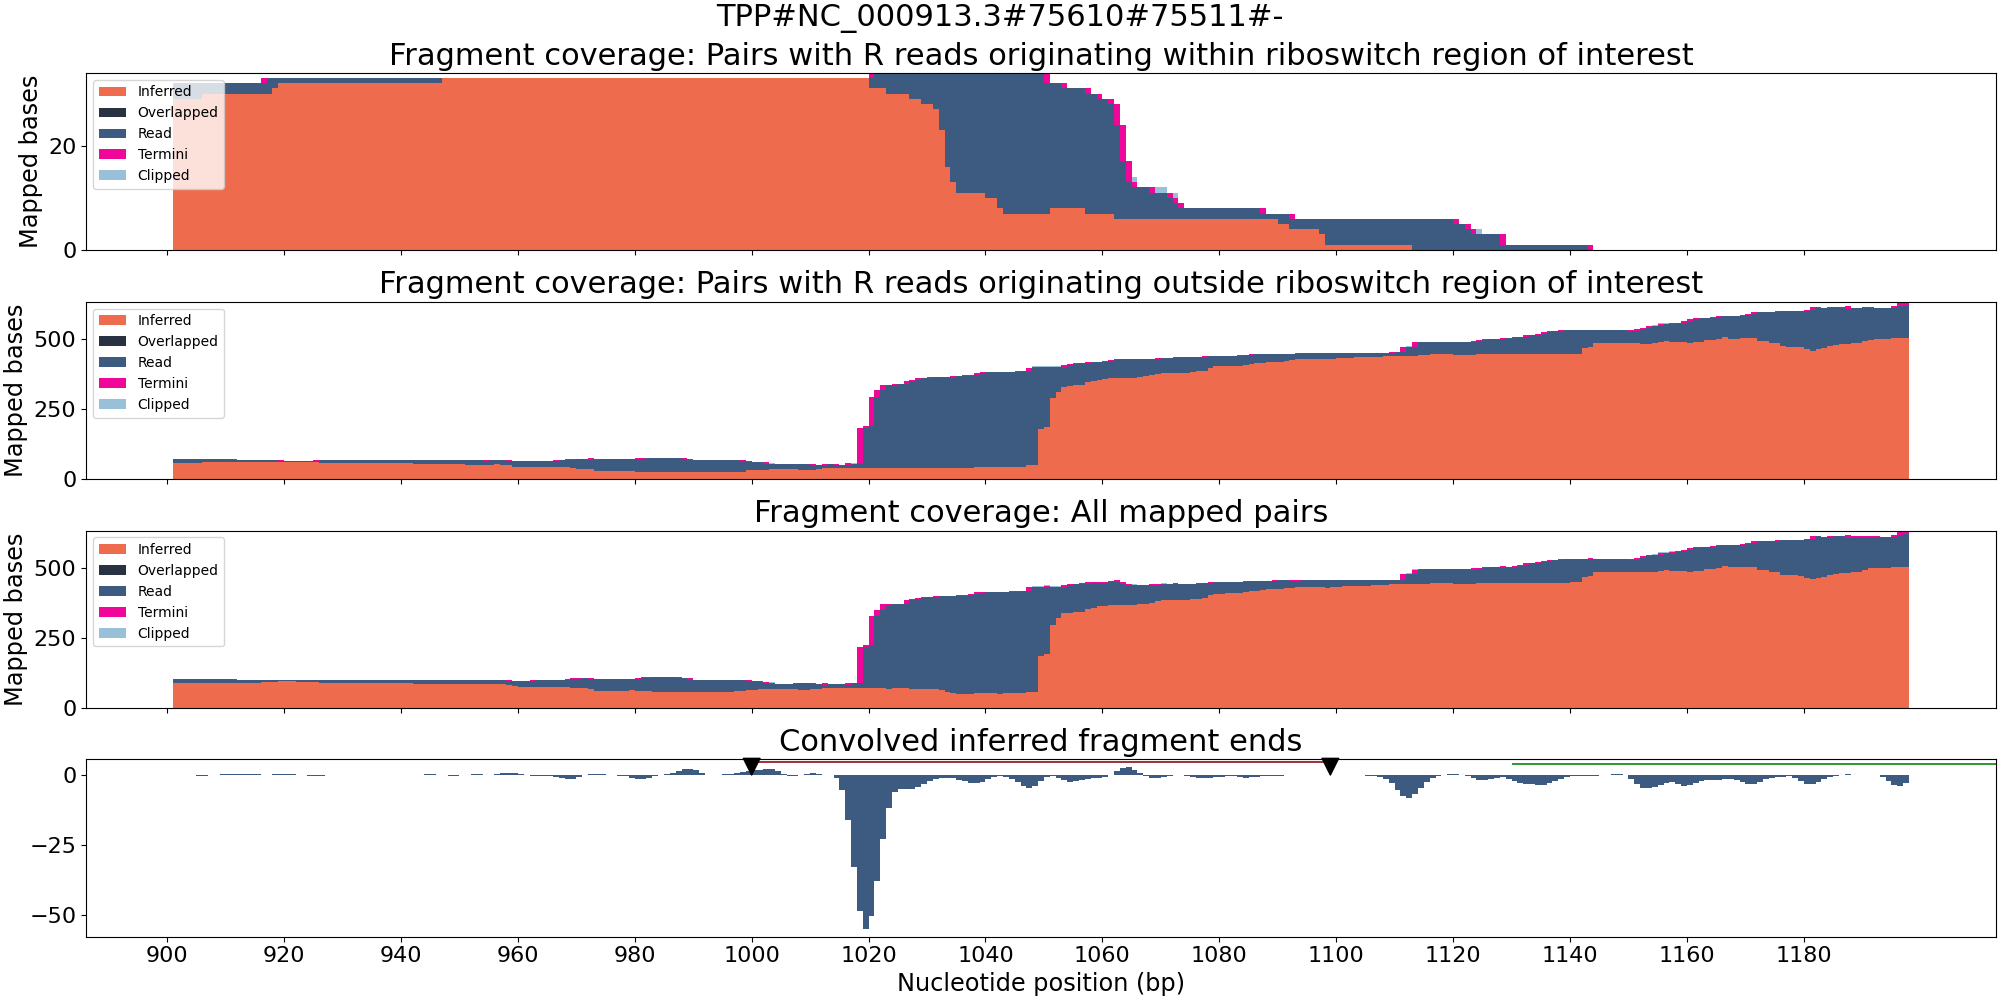 TPP#NC_000913.3#75610#75511#-
Fragment coverage: Pairs with R reads originating within riboswitch region of interest
Mapped bases
20
0
Inferred
Overlapped
Read
Termini
Clipped
Fragment coverage: Pairs with R reads originating outside riboswitch region of interest
Mapped bases
500
250
0
Inferred
Overlapped
Read
Termini
Clipped
Fragment coverage: All mapped pairs
Mapped bases
500
250
0
Inferred
Overlapped
Read
Termini
Clipped
Convolved inferred fragment ends
0
−25
−50
900 920 940 960 980 1000 1020 1040 1060 1080 1100 1120 1140 1160 1180
Nucleotide position (bp)